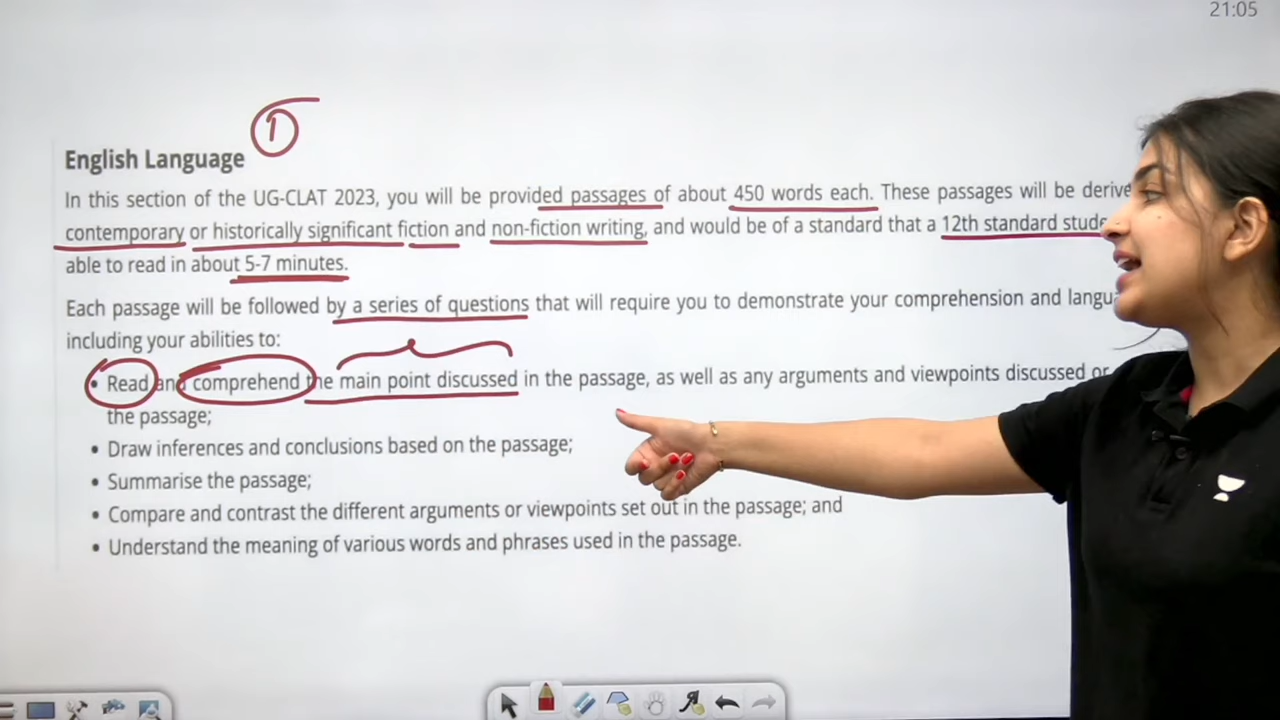 21:05
①
English Language
In this section of the UG-CLAT 2023, you will be provided passages of about 450 words each. These passages will be
contemporary or historically significant fiction and non-fiction writing, and would be of a standard that a 12th standard
able to read in about 5-7 minutes.
Each passage will be followed by a series of questions that will require you to demonstrate your comprehension and
including your abilities to:
• Read and comprehend the main point discussed in the passage, as well as any arguments and viewpoints discussed or
the passage;
• Draw inferences and conclusions based on the passage;
• Summarise the passage;
• Compare and contrast the different arguments or viewpoints set out in the passage; and
• Understand the meaning of various words and phrases used in the passage.